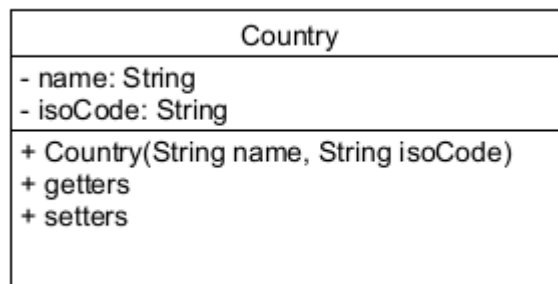 Country
- name: String
- isoCode: String
+ Country(String name, String isoCode)
+ getters
+ setters